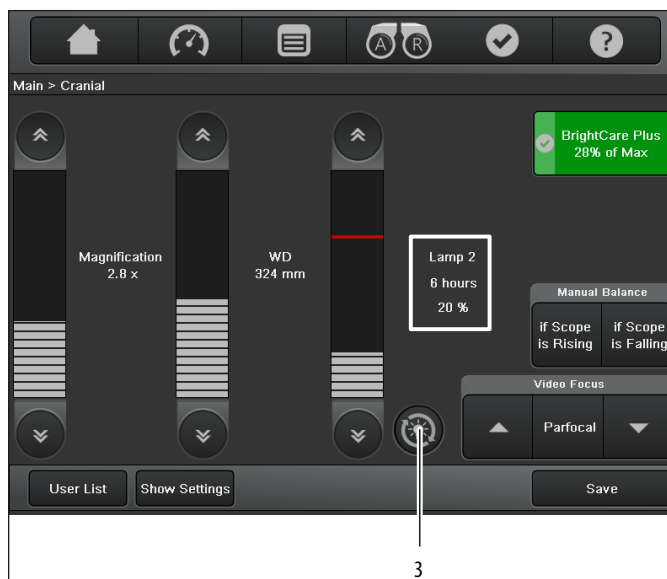 A R ?
Main > Cranial
BrightCare Plus
28% of Max
Magnification
2.8 x
WD
324 mm
Lamp 2
6 hours
20 %
Manual Balance
if Scope
is Rising
if Scope
is Falling
Video Focus
Parfocal
User List
Show Settings
Save
3